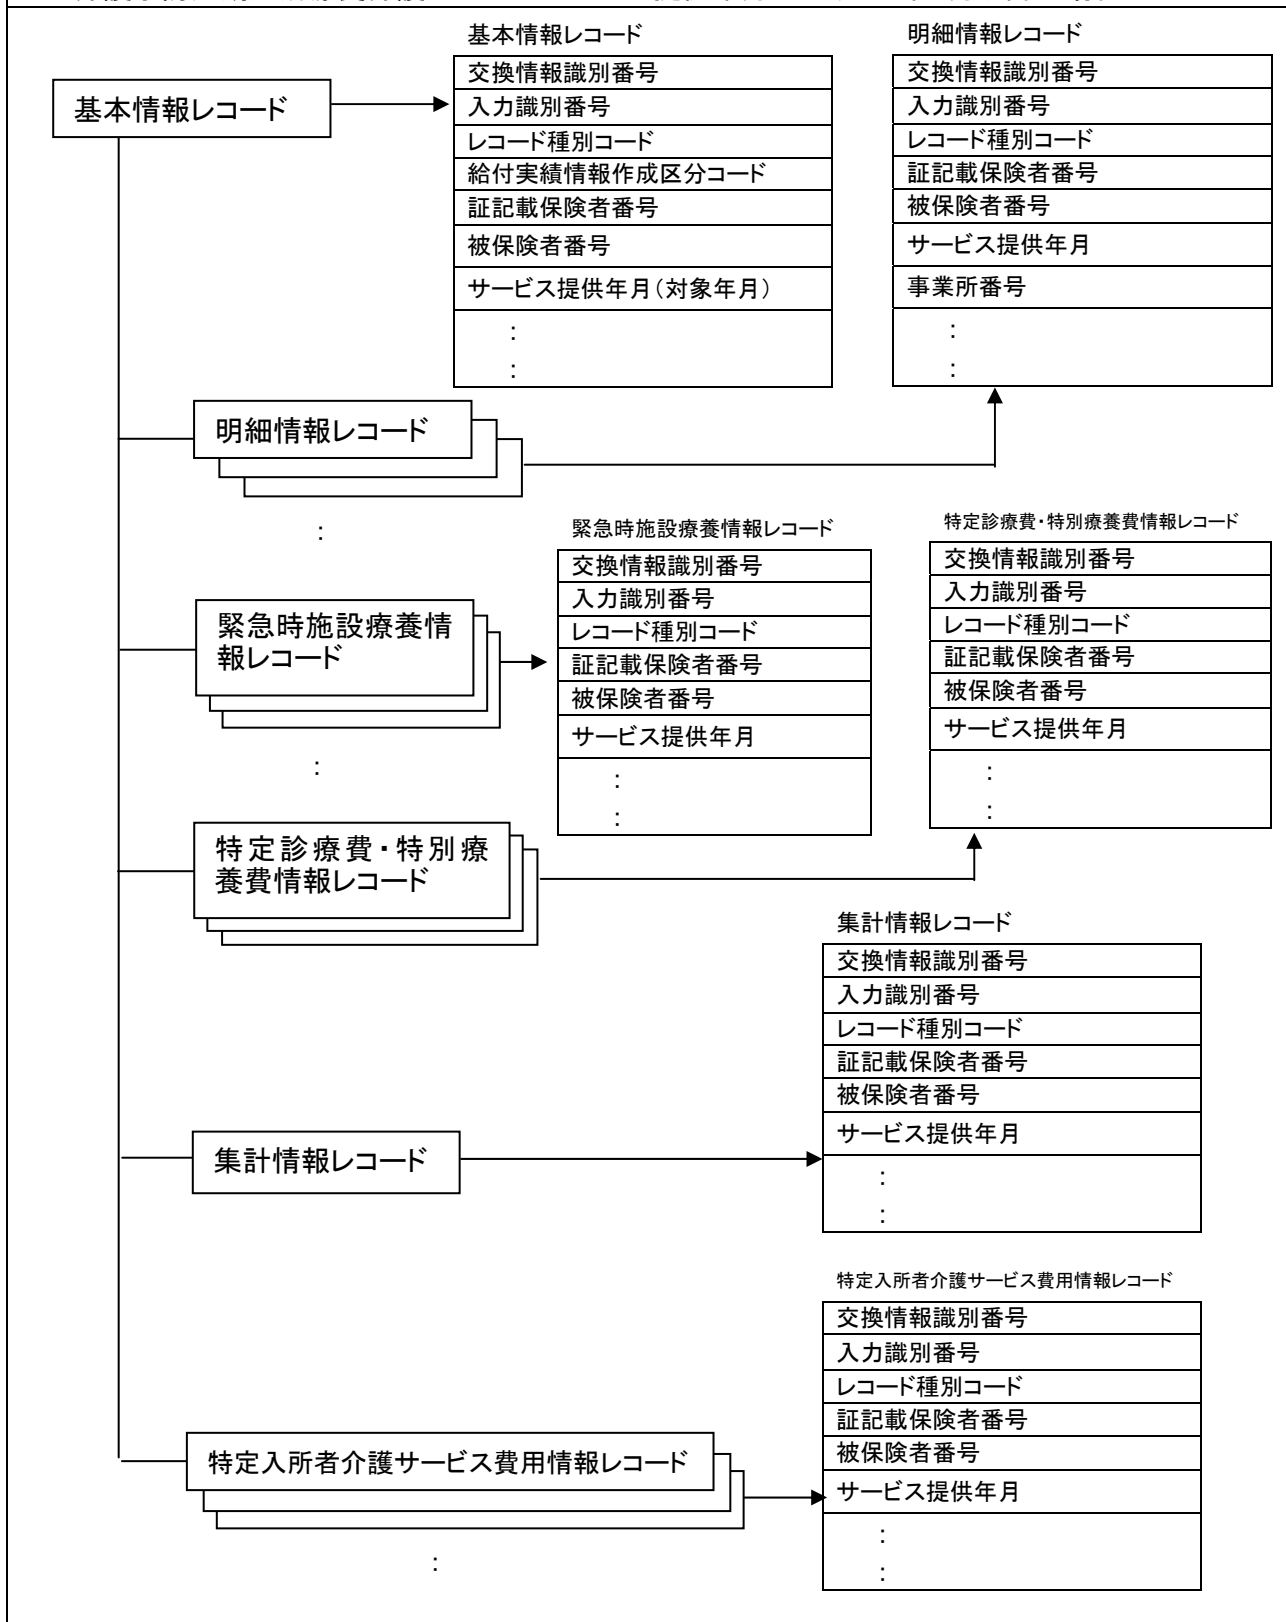 基本情報レコード
基本情報レコード
交換情報識別番号
入力識別番号
レコード種別コード
給付実績情報作成区分コード
証記載保険者番号
被保険者番号
サービス提供年月(対象年月)
:
:
明細情報レコード
交換情報識別番号
入力識別番号
レコード種別コード
証記載保険者番号
被保険者番号
サービス提供年月
事業所番号
:
:
明細情報レコード
:
緊急時施設療養情報レコード
交換情報識別番号
入力識別番号
レコード種別コード
証記載保険者番号
被保険者番号
サービス提供年月
:
:
特定診療費・特別療養費情報レコード
交換情報識別番号
入力識別番号
レコード種別コード
証記載保険者番号
被保険者番号
サービス提供年月
:
:
緊急時施設療養情
報レコード
:
特定診療費・特別療
養費情報レコード
集計情報レコード
交換情報識別番号
入力識別番号
レコード種別コード
証記載保険者番号
被保険者番号
サービス提供年月
:
:
集計情報レコード
特定入所者介護サービス費用情報レコード
交換情報識別番号
入力識別番号
レコード種別コード
証記載保険者番号
被保険者番号
サービス提供年月
:
:
特定入所者介護サービス費用情報レコード
: